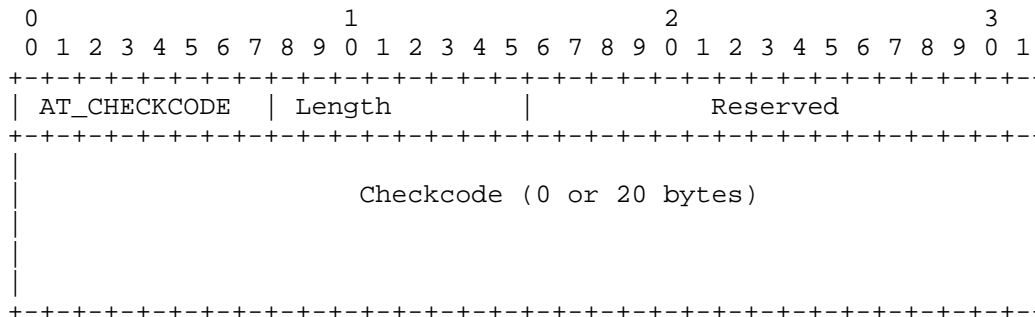 0                   1                   2                   3
 0 1 2 3 4 5 6 7 8 9 0 1 2 3 4 5 6 7 8 9 0 1 2 3 4 5 6 7 8 9 0 1
+-+-+-+-+-+-+-+-+-+-+-+-+-+-+-+-+-+-+-+-+-+-+-+-+-+-+-+-+-+-+-+-
| AT_CHECKCODE  | Length        |           Reserved
+-+-+-+-+-+-+-+-+-+-+-+-+-+-+-+-+-+-+-+-+-+-+-+-+-+-+-+-+-+-+-+-
|
|                     Checkcode (0 or 20 bytes)
|
|
|
+-+-+-+-+-+-+-+-+-+-+-+-+-+-+-+-+-+-+-+-+-+-+-+-+-+-+-+-+-+-+-+-